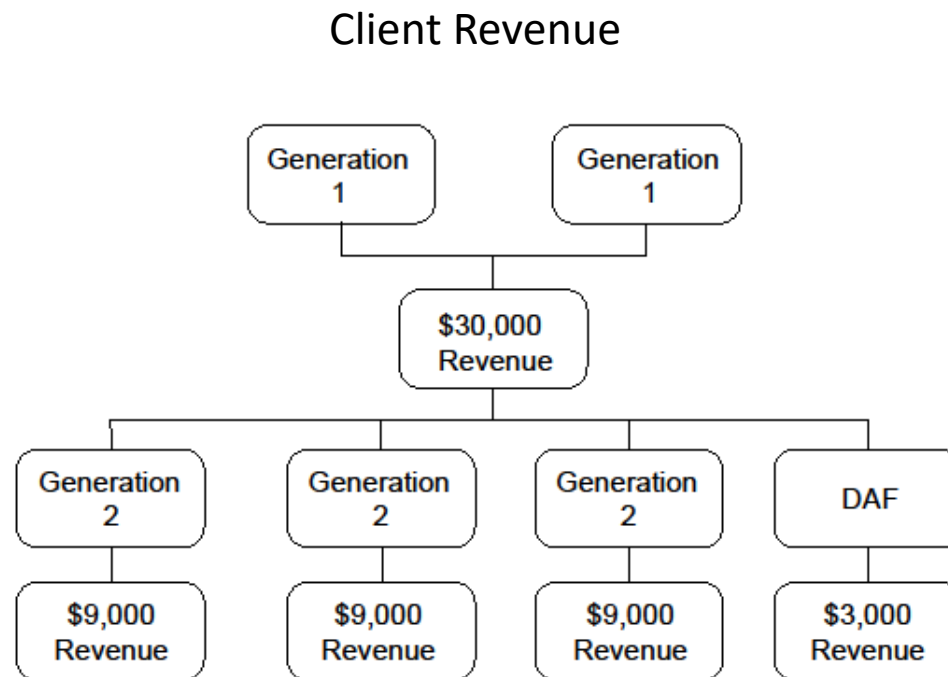 Client Revenue
Generation
1
Generation
1
$30,000
Revenue
Generation
2
Generation
2
Generation
2
DAF
$9,000
Revenue
$9,000
Revenue
$9,000
Revenue
$3,000
Revenue